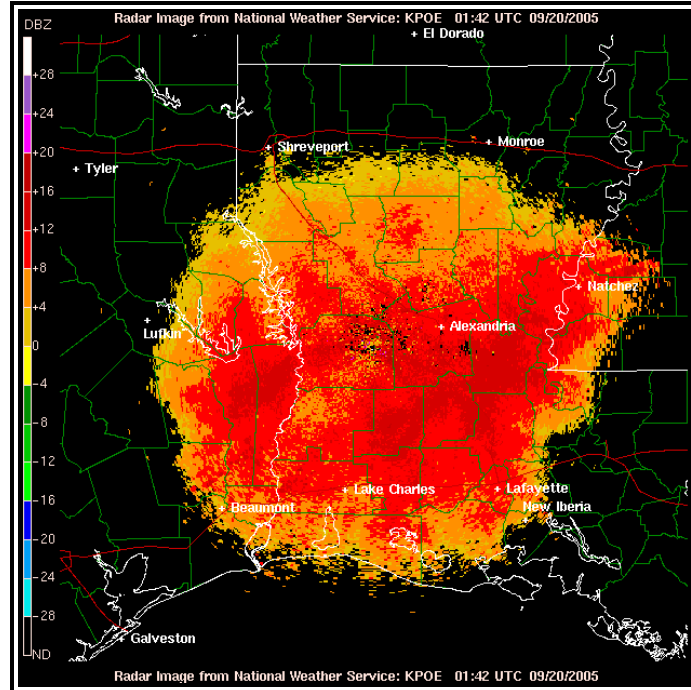 Radar Image from National Weather Service: KPOE 01:42 UTC 09/20/2005
DBZ
+28
+24
+20
+16
+12
+8
+4
0
-4
-8
-12
-16
-20
-24
-28
ND
El Dorado
Shreveport
Monroe
Tyler
Natchez
Lufkin
Alexandria
Lake Charles
Lafayette
Beaumont
New Iberia
Galveston
Radar Image from National Weather Service: KPOE 01:42 UTC 09/20/2005